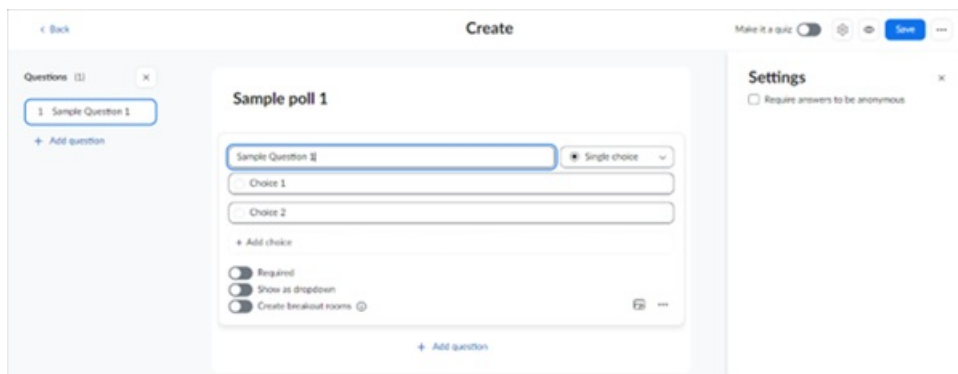 Back
Create
Make it a quiz
Save
Questions (1)
1 Sample Question 1
+ Add question
Sample poll 1
Sample Question 1
Single choice
Choice 1
Choice 2
+ Add choice
Required
Show as dropdown
Create breakout rooms
+ Add question
Settings
Require answers to be anonymous